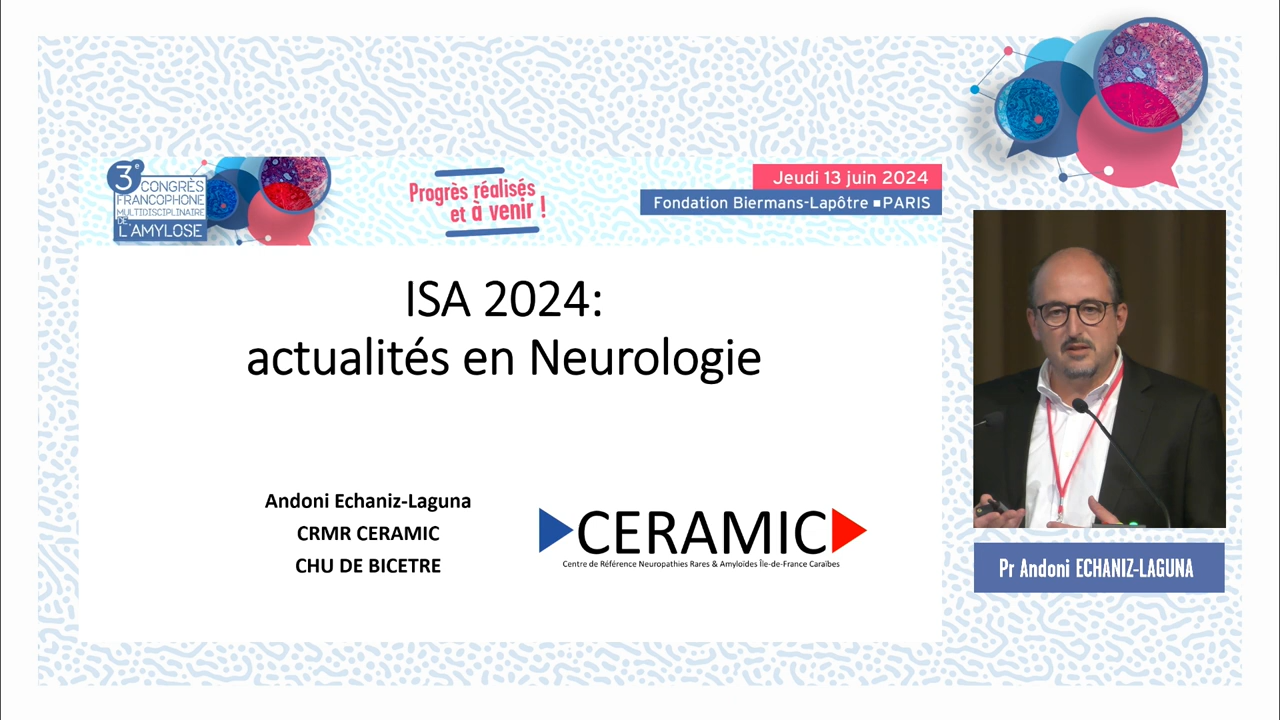 3e
CONGRÈS
FRANCOPHONE
MULTIDISCIPLINAIRE
DE
L'AMYLOSE
Progrès réalisés
et à venir !
Jeudi 13 juin 2024
Fondation Biermans-Lapôtre ■ PARIS
ISA 2024:
actualités en Neurologie
Andoni Echaniz-Laguna
CRMR CERAMIC
CHU DE BICETRE
CERAMIC
Centre de Référence Neuropathies Rares & Amyloïdes Île-de-France Caraïbes
Pr Andoni ECHANIZ-LAGUNA